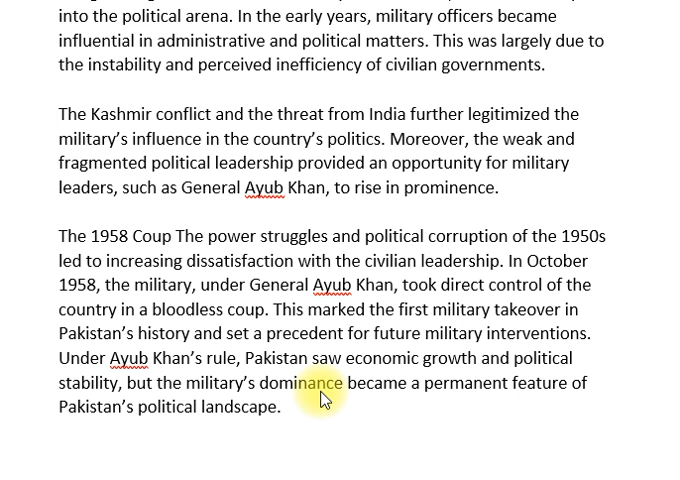 into the political arena. In the early years, military officers became
influential in administrative and political matters. This was largely due to
the instability and perceived inefficiency of civilian governments.
The Kashmir conflict and the threat from India further legitimized the
military’s influence in the country’s politics. Moreover, the weak and
fragmented political leadership provided an opportunity for military
leaders, such as General Ayub Khan, to rise in prominence.
The 1958 Coup The power struggles and political corruption of the 1950s
led to increasing dissatisfaction with the civilian leadership. In October
1958, the military, under General Ayub Khan, took direct control of the
country in a bloodless coup. This marked the first military takeover in
Pakistan’s history and set a precedent for future military interventions.
Under Ayub Khan’s rule, Pakistan saw economic growth and political
stability, but the military’s dominance became a permanent feature of
Pakistan’s political landscape.